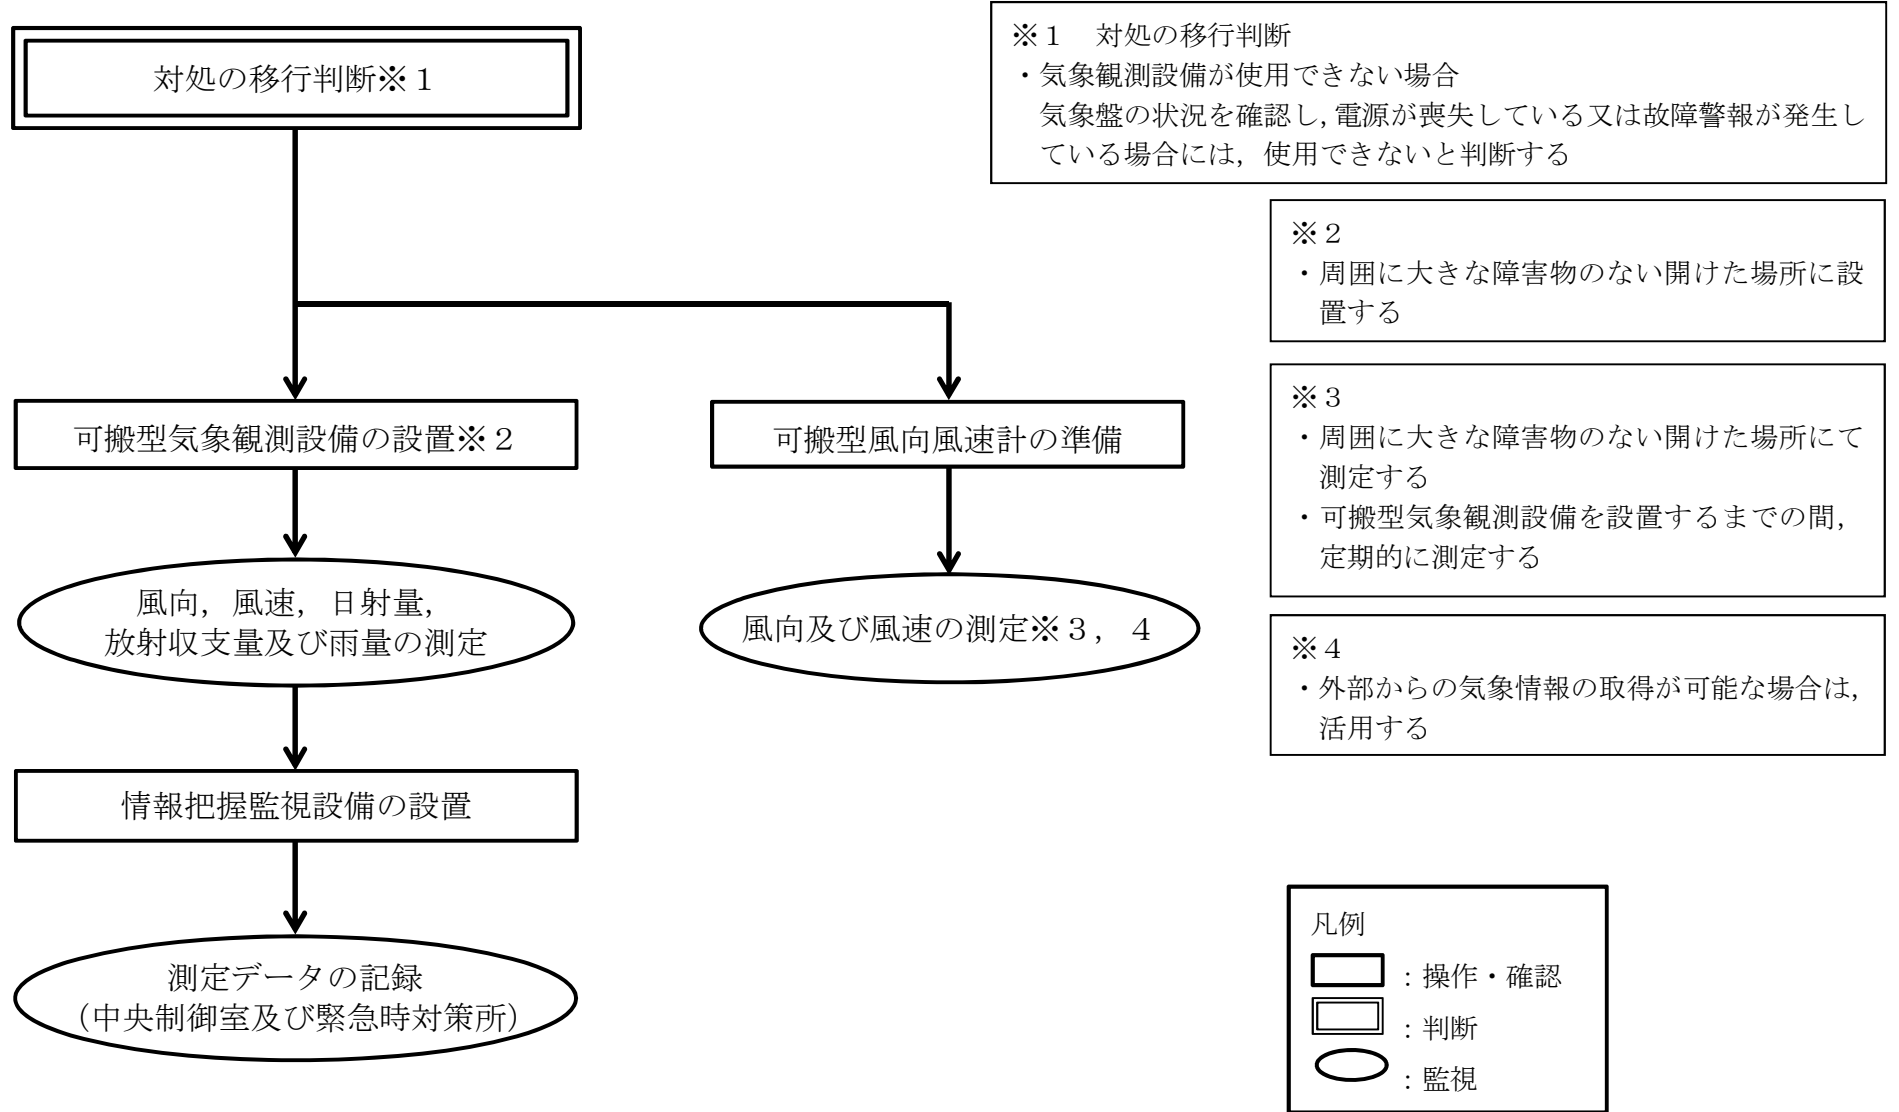 対処の移行判断※１
※１　対処の移行判断
・気象観測設備が使用できない場合
気象盤の状況を確認し，電源が喪失している又は故障警報が発生し
ている場合には，使用できないと判断する
※２
・周囲に大きな障害物のない開けた場所に設
置する
※３
・周囲に大きな障害物のない開けた場所にて
測定する
・可搬型気象観測設備を設置するまでの間，
定期的に測定する
※４
・外部からの気象情報の取得が可能な場合は，
活用する
可搬型気象観測設備の設置※２
可搬型風向風速計の準備
風向，風速，日射量，
放射収支量及び雨量の測定
風向及び風速の測定※３，４
情報把握監視設備の設置
測定データの記録
（中央制御室及び緊急時対策所）
凡例
：操作・確認
：判断
：監視